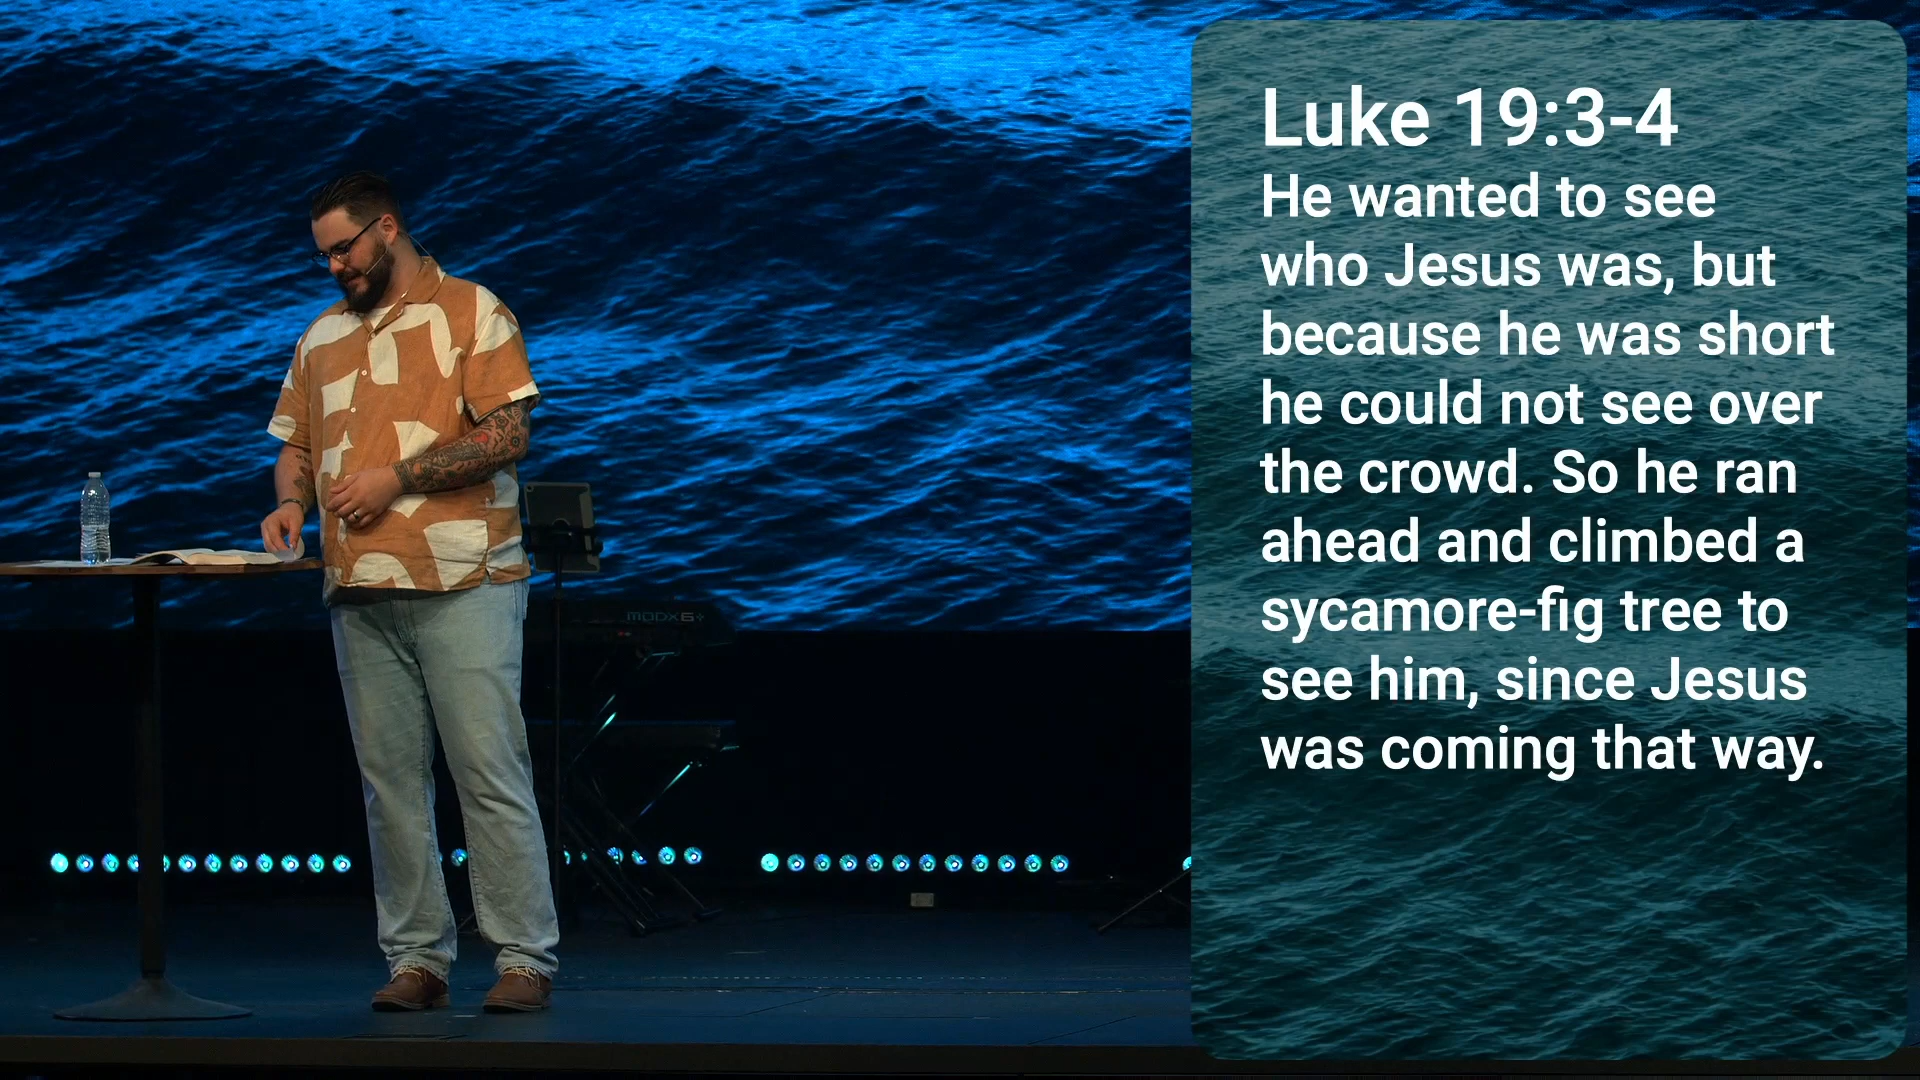 Luke 19:3-4
He wanted to see
who Jesus was, but
because he was short
he could not see over
the crowd. So he ran
ahead and climbed a
sycamore-fig tree to
see him, since Jesus
was coming that way.
MODX6+